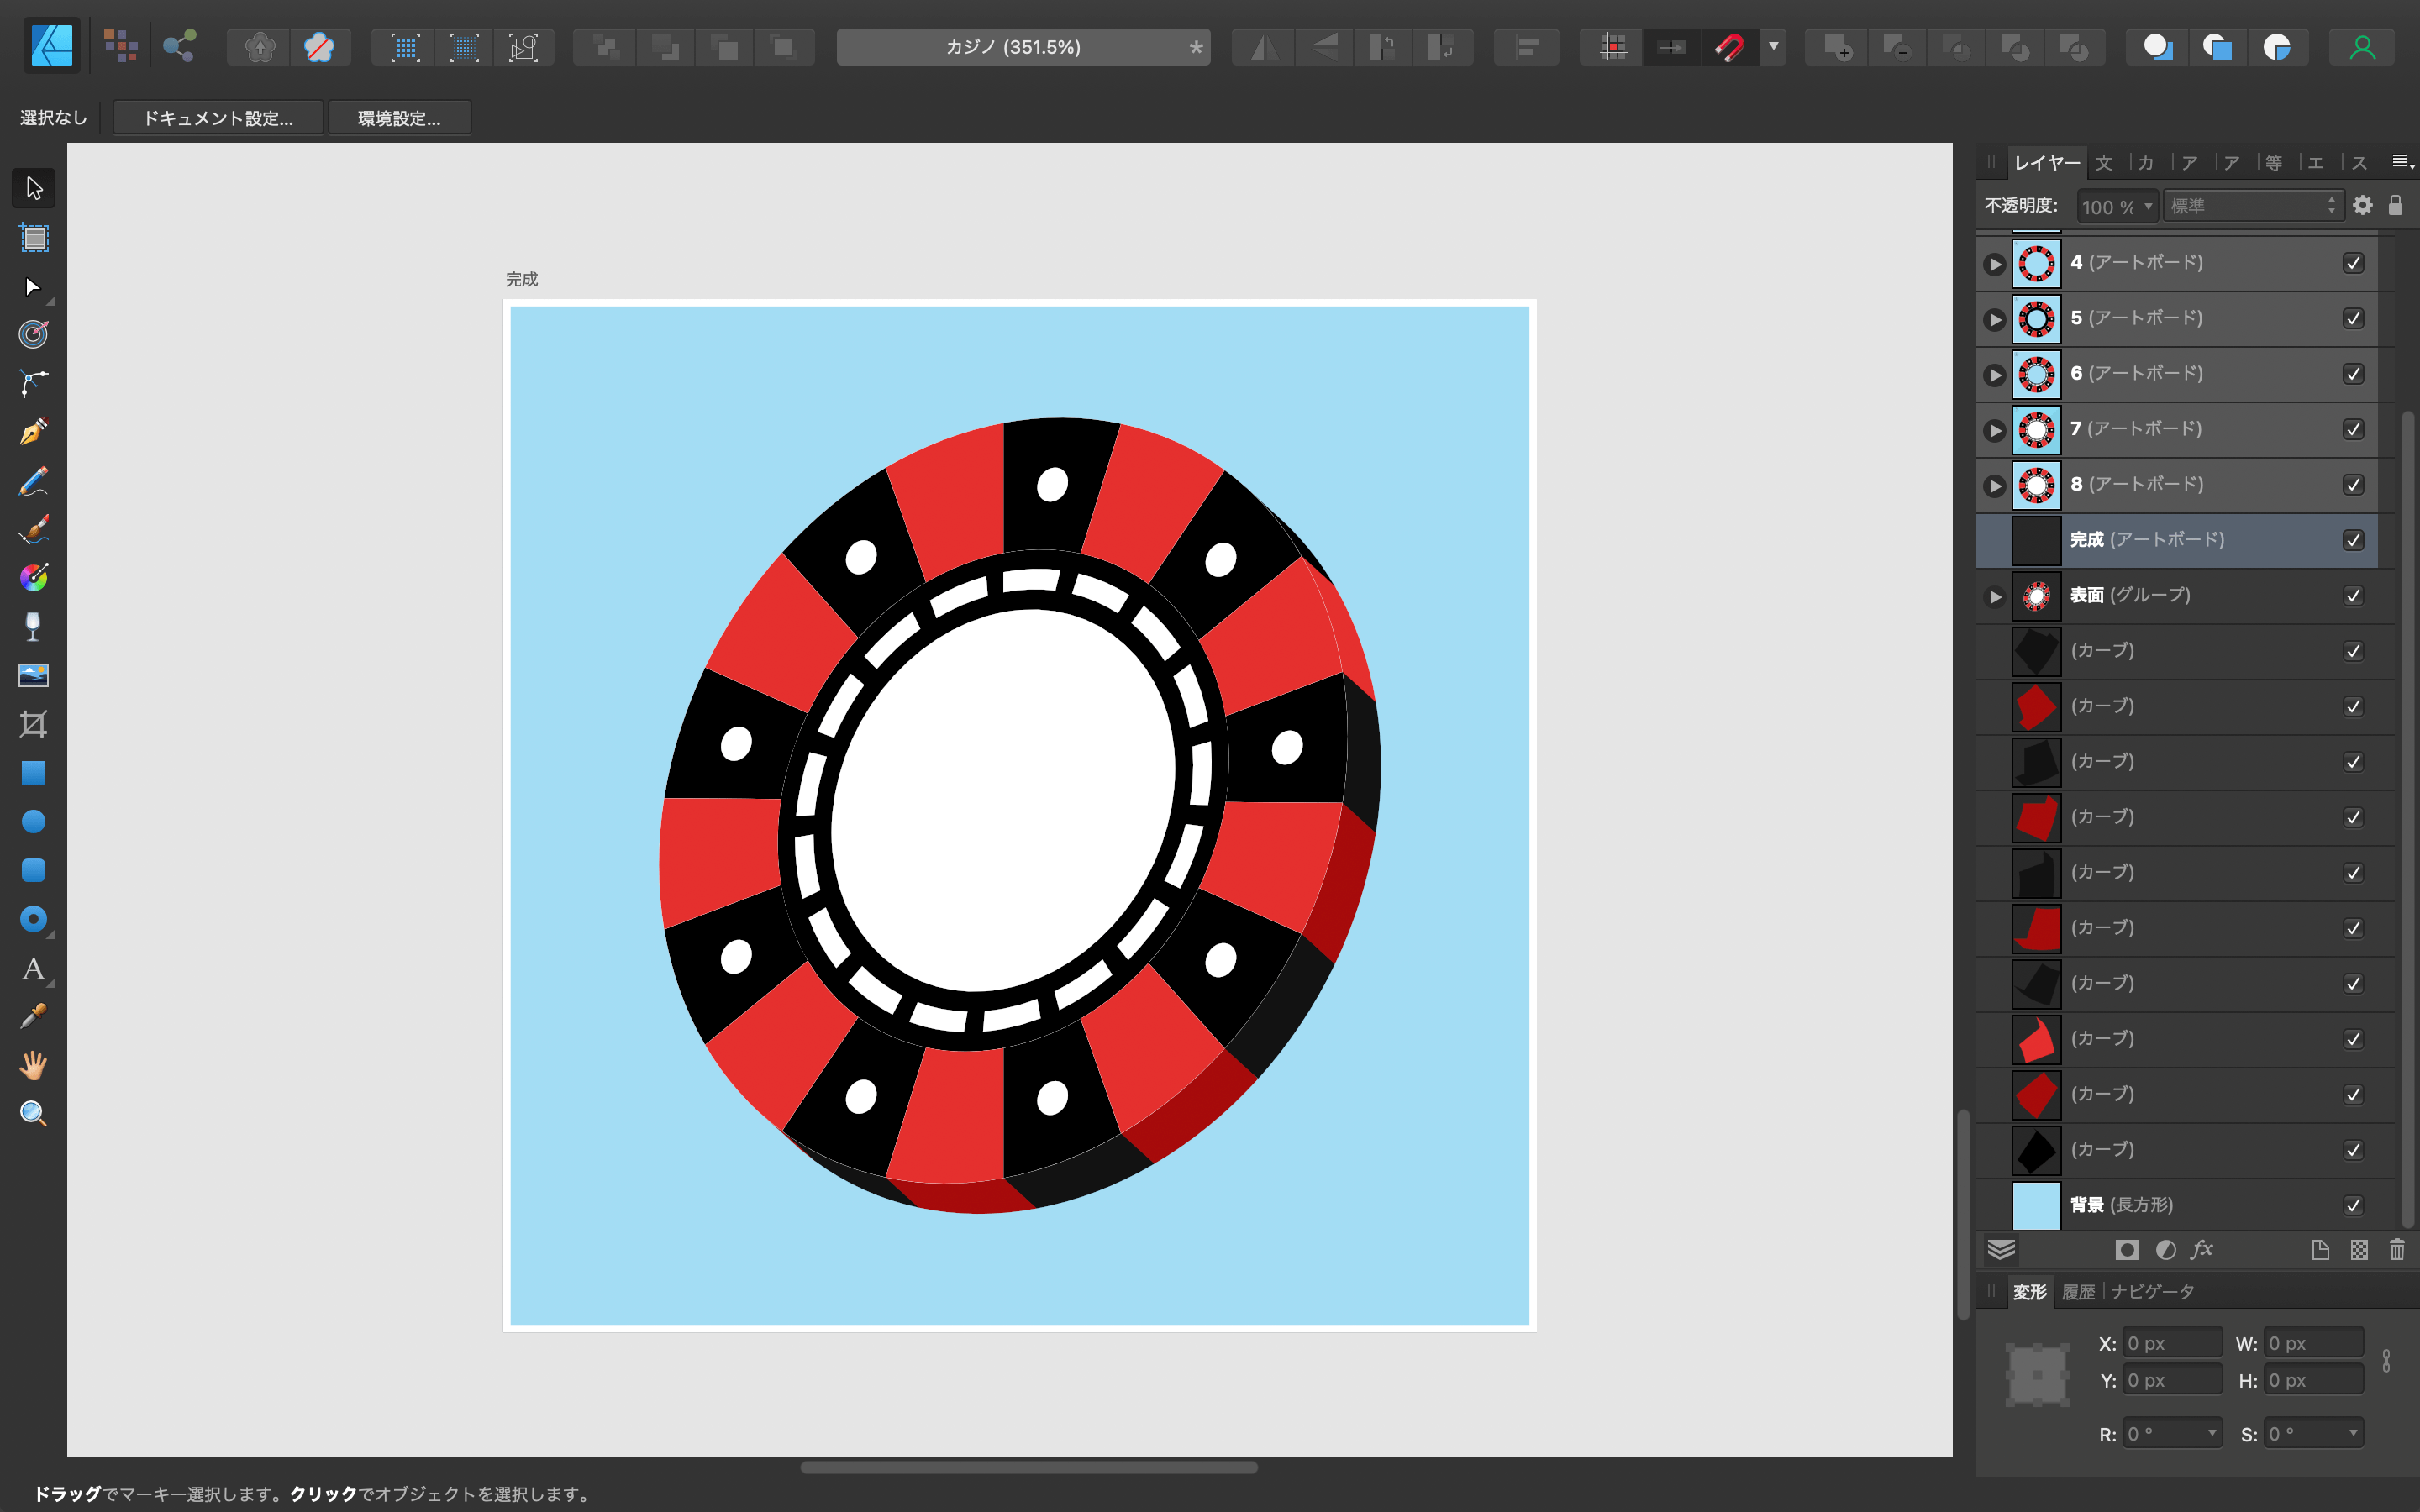 カジノ (351.5%)
*
選択なし
ドキュメント設定...
環境設定...
レイヤー 文 カ ア ア 等 エ ス
不透明度: 100 % 標準
完成
4 (アートボード)
5 (アートボード)
6 (アートボード)
7 (アートボード)
8 (アートボード)
完成 (アートボード)
表面 (グループ)
(カーブ)
(カーブ)
(カーブ)
(カーブ)
(カーブ)
(カーブ)
(カーブ)
(カーブ)
(カーブ)
(カーブ)
背景 (長方形)
fx
変形 履歴 ナビゲータ
X: 0 px W: 0 px
Y: 0 px H: 0 px
R: 0 ° S: 0 °
ドラッグでマーキー選択します。クリックでオブジェクトを選択します。